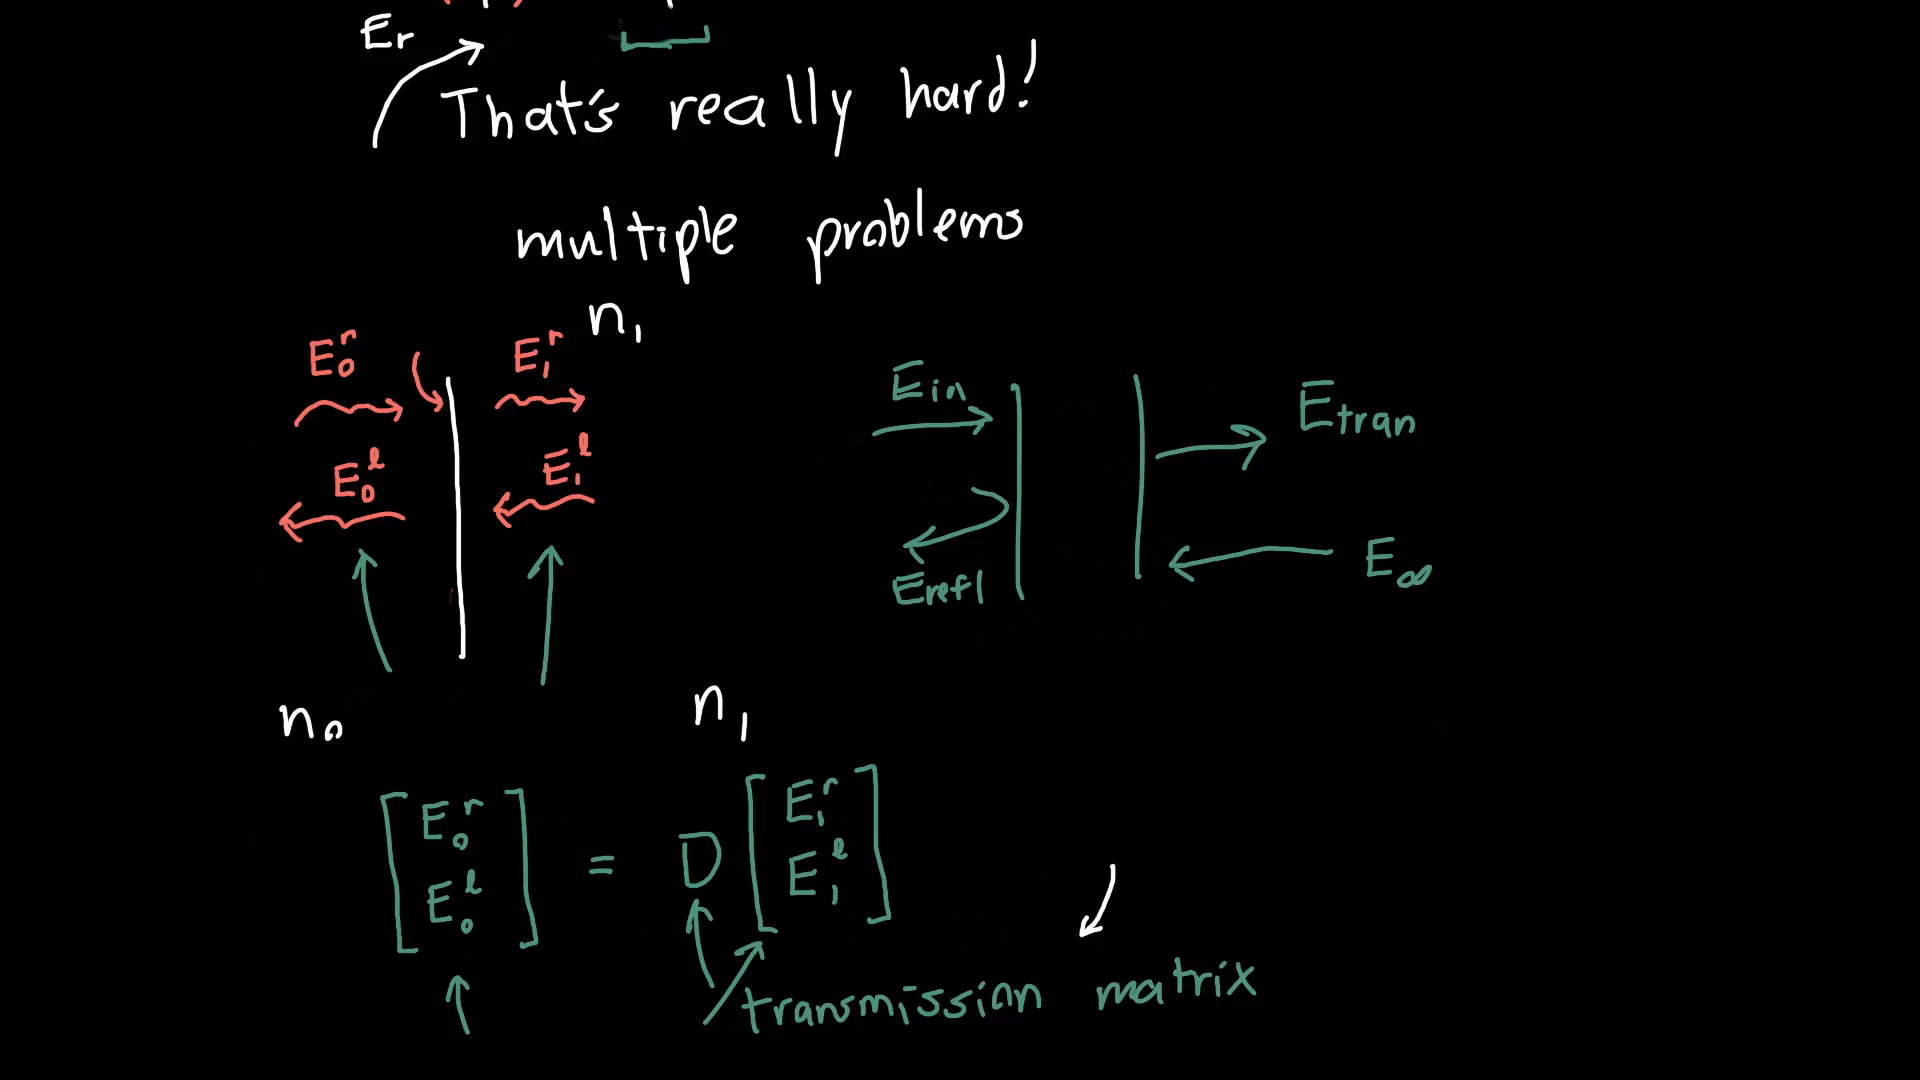 Er
That's really hard!
multiple problems
n₁
E₀ʳ E₁ʳ
E₀ˡ E₁ˡ
Ein
Etran
Erefl
E∞
n₀ n₁
[E₀ʳ E₀ˡ] = D [E₁ʳ E₁ˡ]
transmission matrix